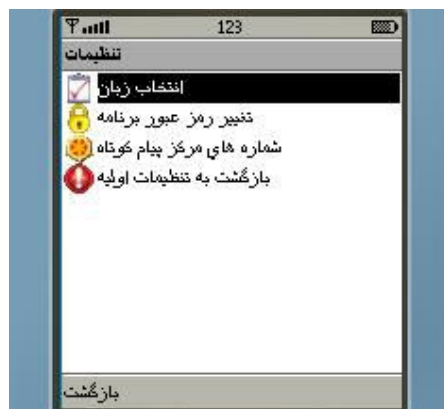 123
تنظیمات
انتخاب زبان
تغییر رمز عبور برنامه
شماره هاي مرکز پیام کوتاه
بازگشت به تنظیمات اولیه
بازگشت